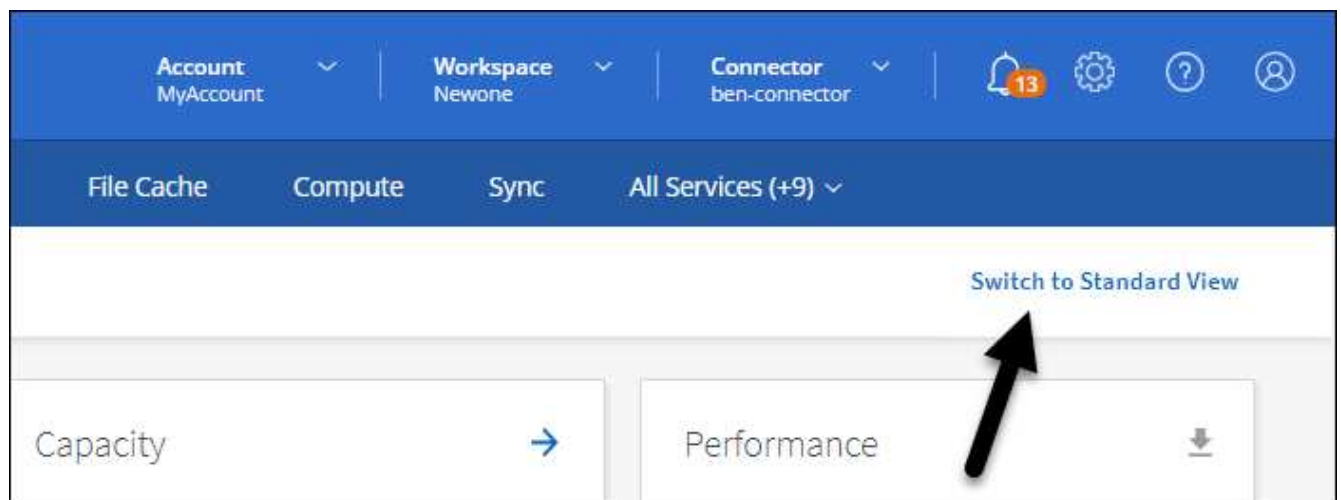 Account Workspace Connector
MyAccount Newone ben-connector
13
?
File Cache Compute Sync All Services (+9)
Switch to Standard View
Capacity Performance